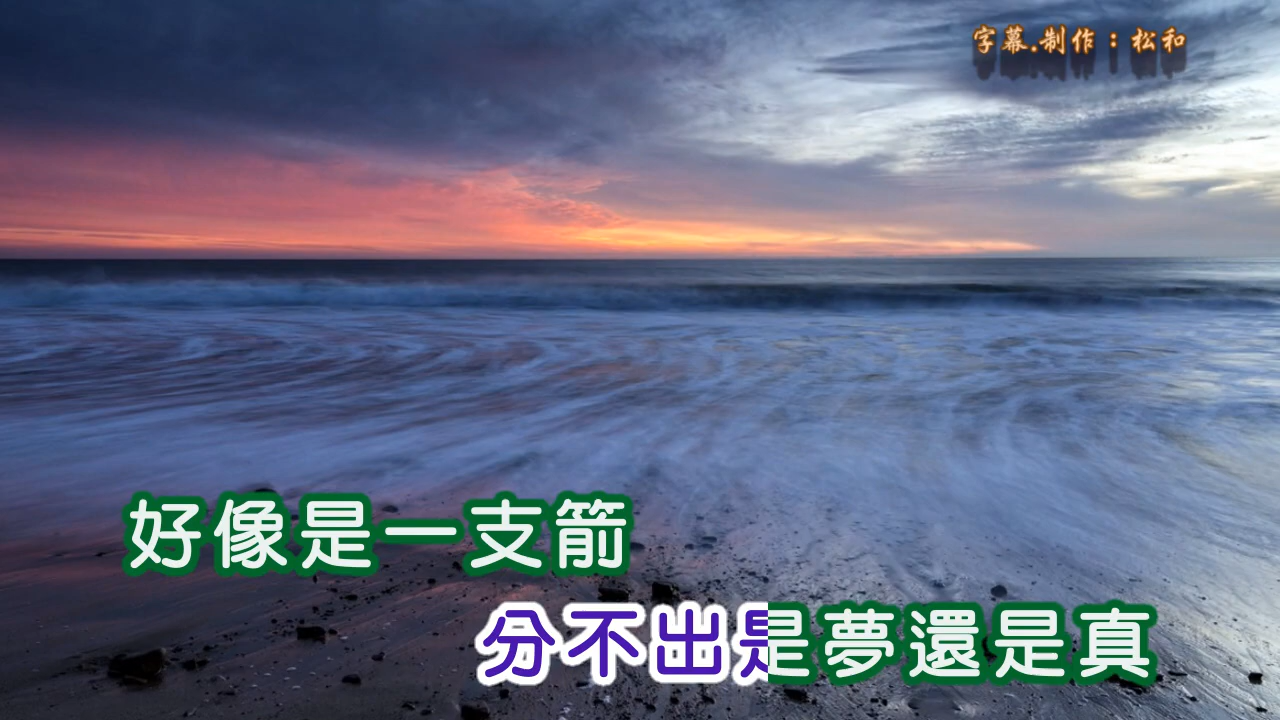 字幕.制作：松和
好像是一支箭
分不出是夢還是真